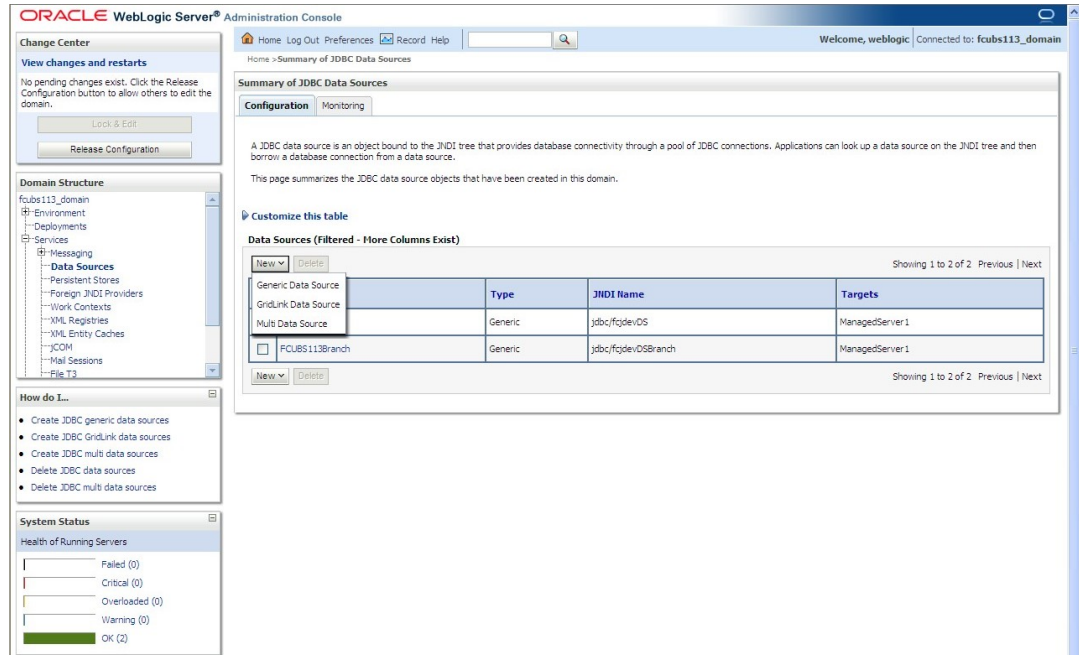 ORACLE WebLogic Server® Administration Console
Change Center
View changes and restarts
No pending changes exist. Click the Release
Configuration button to allow others to edit the
domain.
Lock & Edit
Release Configuration
Domain Structure
fcubs113_domain
Environment
Deployments
Services
Messaging
Data Sources
Persistent Stores
Foreign JNDI Providers
Work Contexts
XML Registries
XML Entity Caches
jCOM
Mail Sessions
File T3
How do I...
Create JDBC generic data sources
Create JDBC GridLink data sources
Create JDBC multi data sources
Delete JDBC data sources
Delete JDBC multi data sources
System Status
Health of Running Servers
Failed (0)
Critical (0)
Overloaded (0)
Warning (0)
OK (2)
Home Log Out Preferences Record Help
Welcome, weblogic Connected to: fcubs113_domain
Home >Summary of JDBC Data Sources
Summary of JDBC Data Sources
Configuration Monitoring
A JDBC data source is an object bound to the JNDI tree that provides database connectivity through a pool of JDBC connections. Applications can look up a data source on the JNDI tree and then
borrow a database connection from a data source.
This page summarizes the JDBC data source objects that have been created in this domain.
Customize this table
Data Sources (Filtered - More Columns Exist)
New Delete
Showing 1 to 2 of 2 Previous | Next
Generic Data Source
GridLink Data Source
Multi Data Source
Type JNDI Name Targets
Generic jdbc/fcjdevDS ManagedServer1
FCUBS113Branch Generic jdbc/fcjdevDSBranch ManagedServer1
New Delete
Showing 1 to 2 of 2 Previous | Next